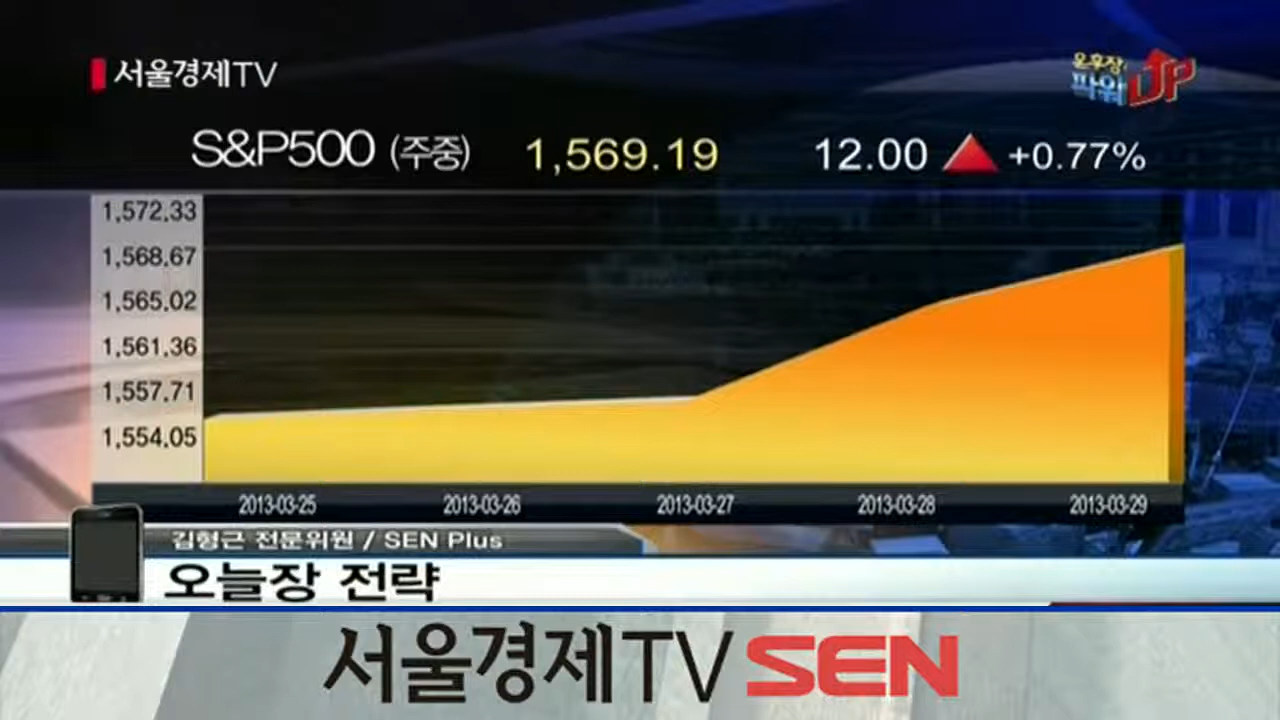 서울경제TV
오후장
파워UP
S&P500 (주중) 1,569.19 12.00 ▲ +0.77%
1,572.33
1,568.67
1,565.02
1,561.36
1,557.71
1,554.05
2013-03-25 2013-03-26 2013-03-27 2013-03-28 2013-03-29
김형근 전문위원 / SEN Plus
오늘장 전략
서울경제TV SEN